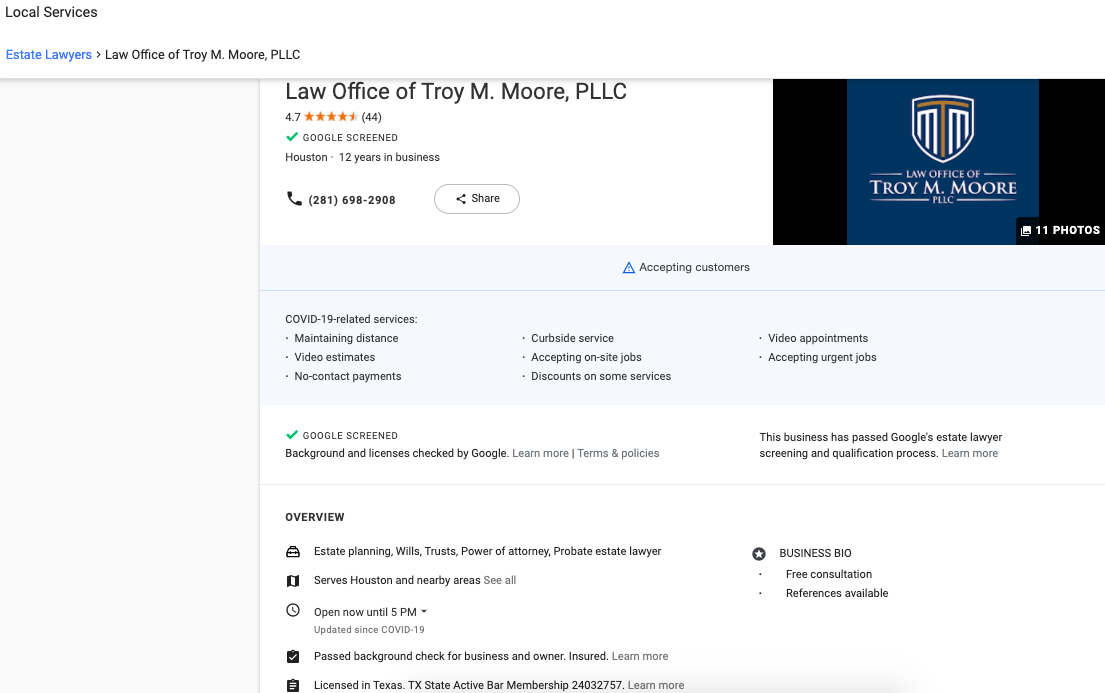 Local Services
Estate Lawyers > Law Office of Troy M. Moore, PLLC
Law Office of Troy M. Moore, PLLC
4.7 ★★★★★ (44)
GOOGLE SCREENED
Houston · 12 years in business
(281) 698-2908
Share
LAW OFFICE OF
TROY M. MOORE
PLLC
11 PHOTOS
Accepting customers
COVID-19-related services:
· Maintaining distance
· Curbside service
· Video appointments
· Video estimates
· Accepting on-site jobs
· Accepting urgent jobs
· No-contact payments
· Discounts on some services
GOOGLE SCREENED
Background and licenses checked by Google. Learn more | Terms & policies
This business has passed Google's estate lawyer
screening and qualification process. Learn more
OVERVIEW
Estate planning, Wills, Trusts, Power of attorney, Probate estate lawyer
Serves Houston and nearby areas See all
Open now until 5 PM
Updated since COVID-19
Passed background check for business and owner. Insured. Learn more
Licensed in Texas. TX State Active Bar Membership 24032757. Learn more
BUSINESS BIO
· Free consultation
· References available